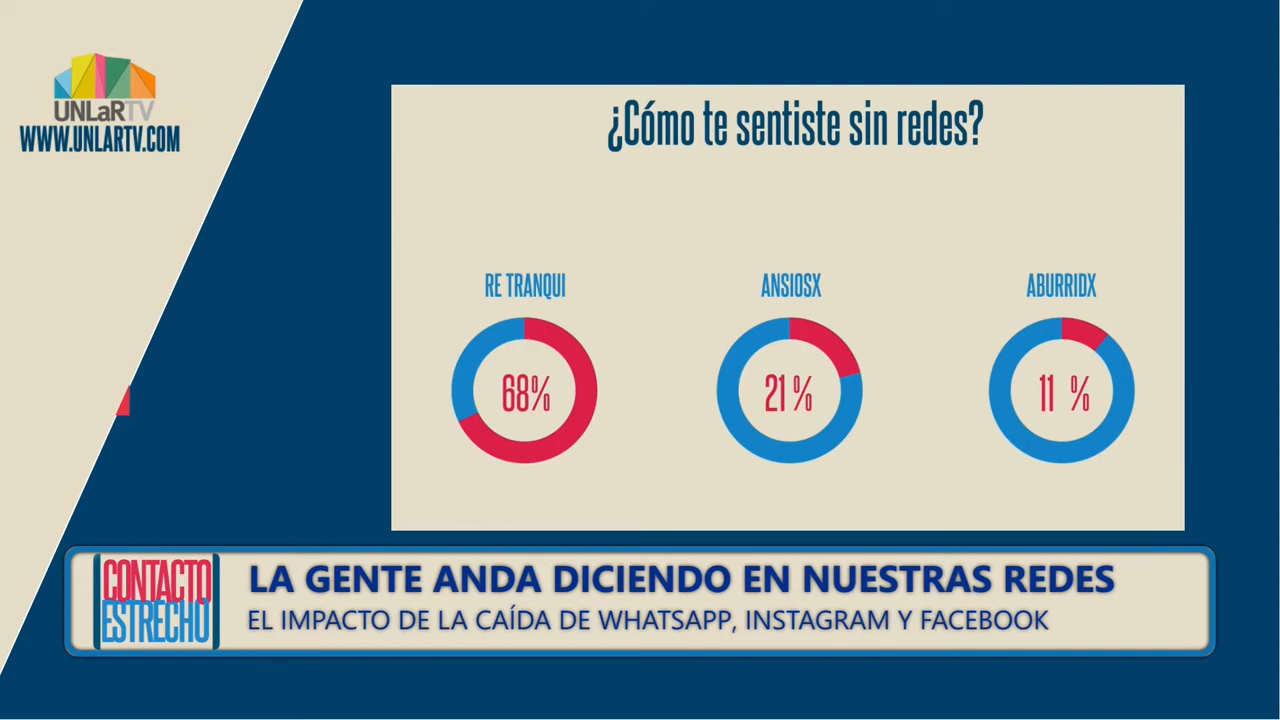 UNLaRTV
WWW.UNLARTV.COM
¿Cómo te sentiste sin redes?
RE TRANQUI
ANSIOSX
ABURRIDX
68%
21 %
11 %
CONTACTO
ESTRECHO
LA GENTE ANDA DICIENDO EN NUESTRAS REDES
EL IMPACTO DE LA CAÍDA DE WHATSAPP, INSTAGRAM Y FACEBOOK